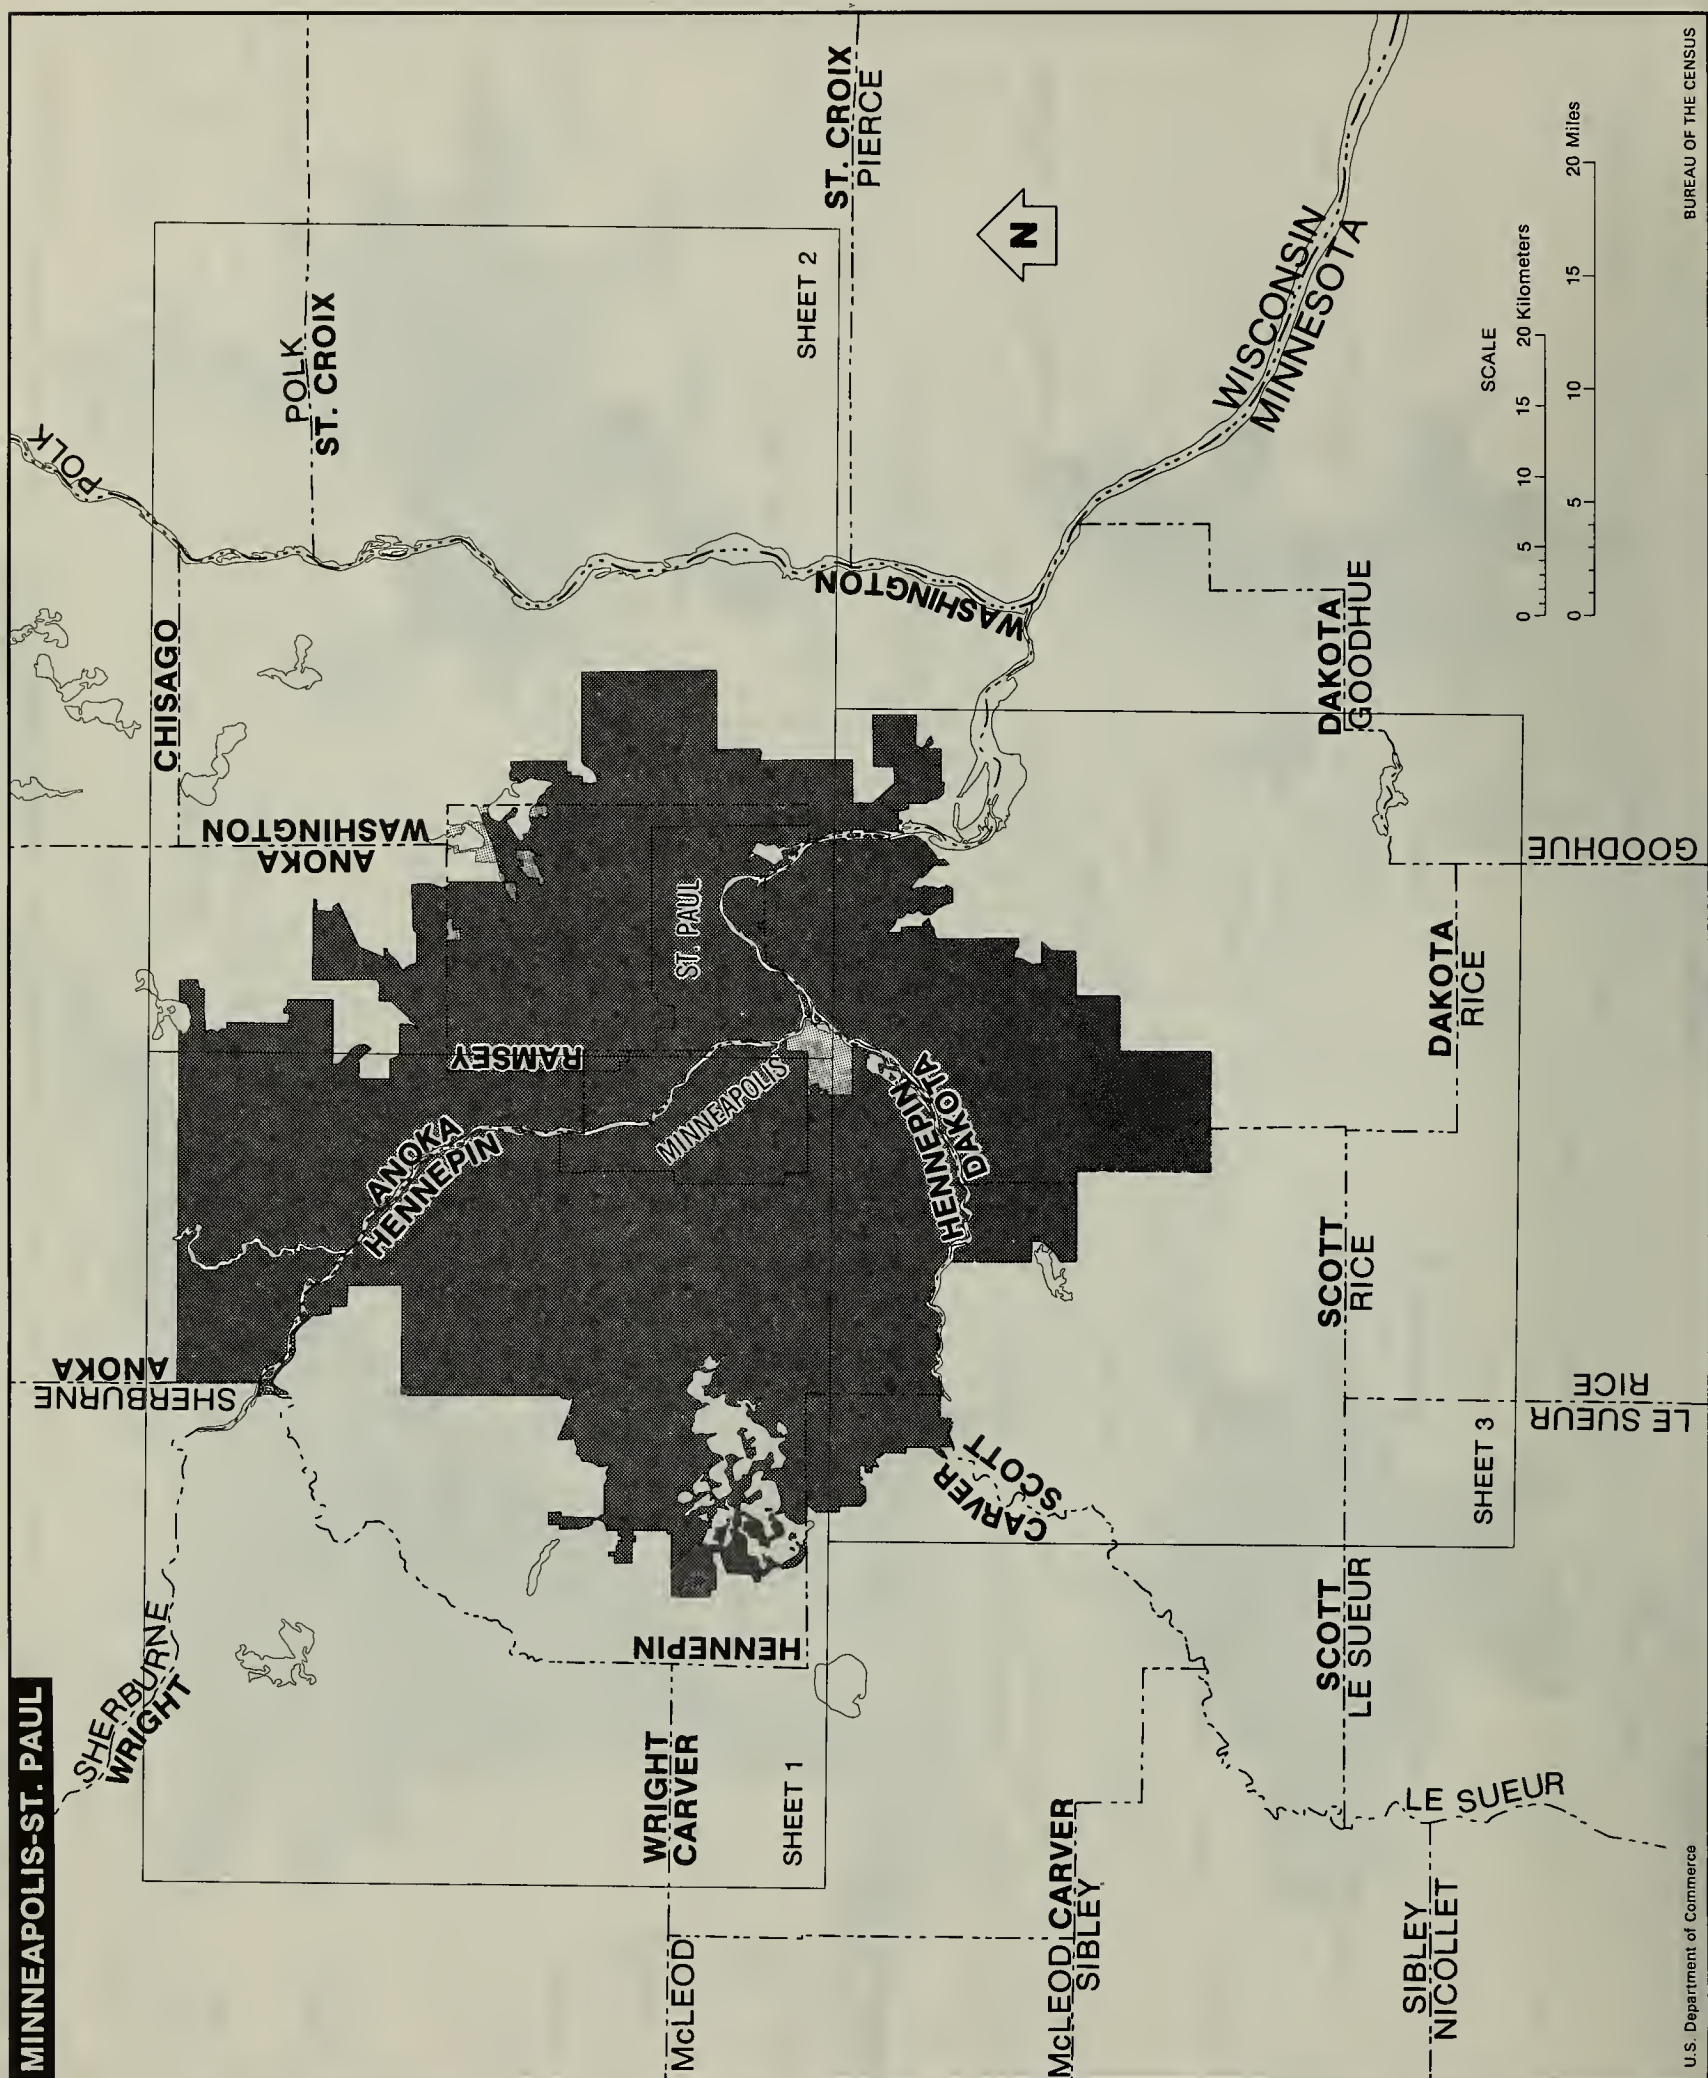 MINNEAPOLIS-ST. PAUL
SHERBURNE
WRIGHT
SHERBURNE
ANOKA
CHISAGO
POLK
POLK
ST. CROIX
WASHINGTON
ANOKA
ANOKA
HENNEPIN
RAMSEY
ST. PAUL
MINNEAPOLIS
HENNEPIN
WRIGHT
CARVER
McLEOD
SHEET 1
SHEET 2
WASHINGTON
ST. CROIX
PIERCE
N
HENNEPIN
DAKOTA
CARVER
SCOTT
McLEOD
CARVER
SIBLEY
WISCONSIN
MINNESOTA
SCOTT
LE SUEUR
SCOTT
RICE
DAKOTA
GOODHUE
DAKOTA
RICE
SIBLEY
NICOLLET
LE SUEUR
SHEET 3
LE SUEUR
RICE
GOODHUE
SCALE
0 5 10 15 20 Kilometers
0 5 10 15 20 Miles
U.S. Department of Commerce
BUREAU OF THE CENSUS